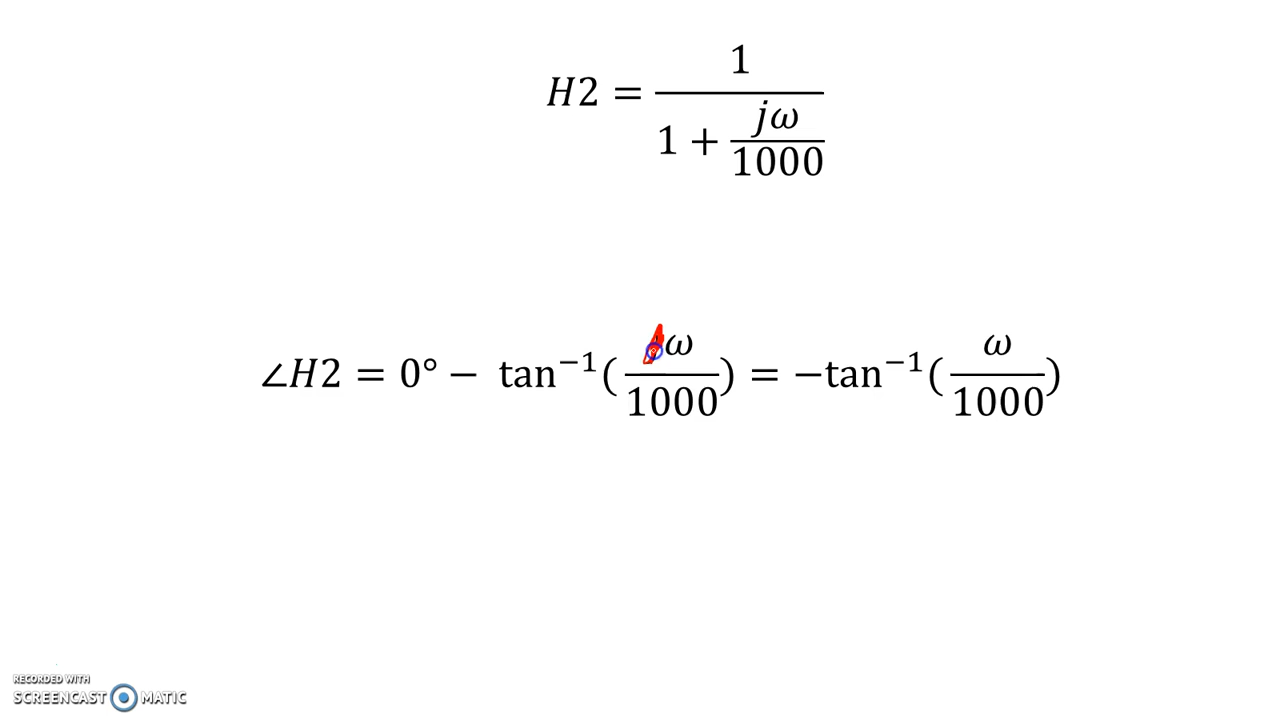 H2 = 1 / (1 + jω/1000)
∠H2 = 0° − tan⁻¹(ω/1000) = −tan⁻¹(ω/1000)
RECORDED WITH
SCREENCAST MATIC